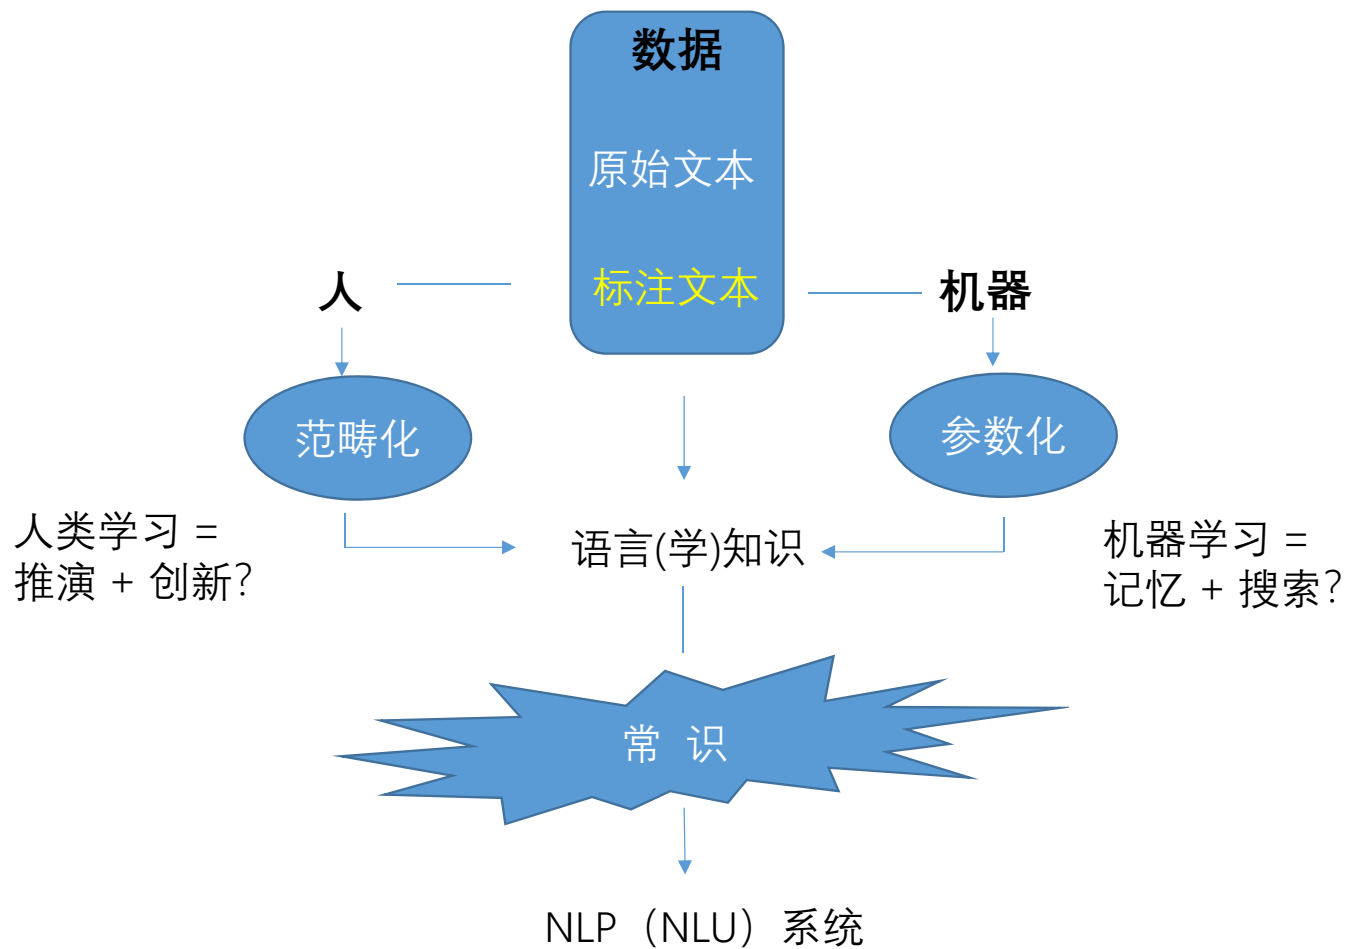 数据
原始文本
标注文本
人
机器
范畴化
参数化
人类学习 =
推演 + 创新?
语言(学)知识
机器学习 =
记忆 + 搜索?
常 识
NLP（NLU）系统